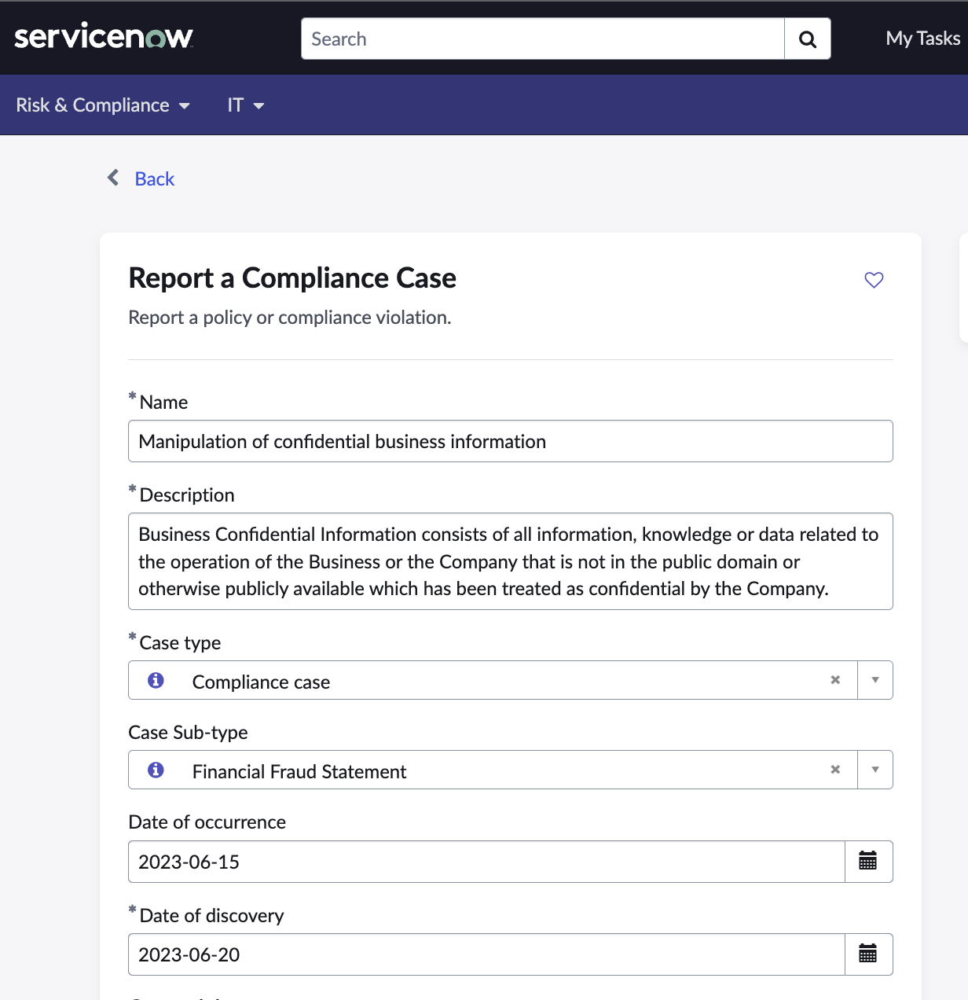 servicenow
Search
My Tasks
Risk & Compliance
IT
Back
Report a Compliance Case
Report a policy or compliance violation.
* Name
Manipulation of confidential business information
* Description
Business Confidential Information consists of all information, knowledge or data related to
the operation of the Business or the Company that is not in the public domain or
otherwise publicly available which has been treated as confidential by the Company.
* Case type
Compliance case
Case Sub-type
Financial Fraud Statement
Date of occurrence
2023-06-15
* Date of discovery
2023-06-20